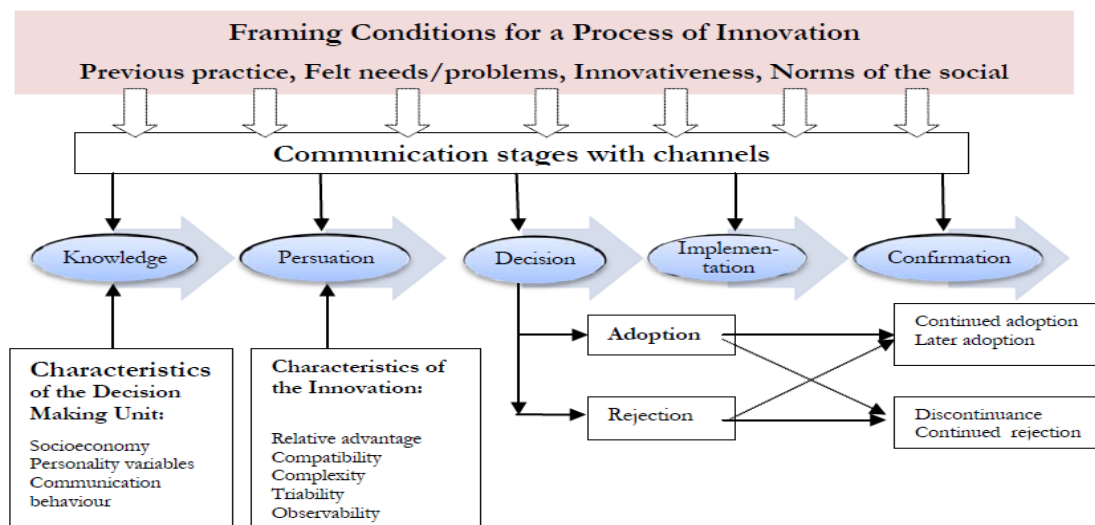 Framing Conditions for a Process of Innovation
Previous practice, Felt needs/problems, Innovativeness, Norms of the social
Communication stages with channels
Knowledge
Persuation
Decision
Implemen-
tation
Confirmation
Adoption
Rejection
Continued adoption
Later adoption
Discontinuance
Continued rejection
Characteristics
of the Decision
Making Unit:
Socioeconomy
Personality variables
Communication
behaviour
Characteristics of
the Innovation:
Relative advantage
Compatibility
Complexity
Triability
Observability